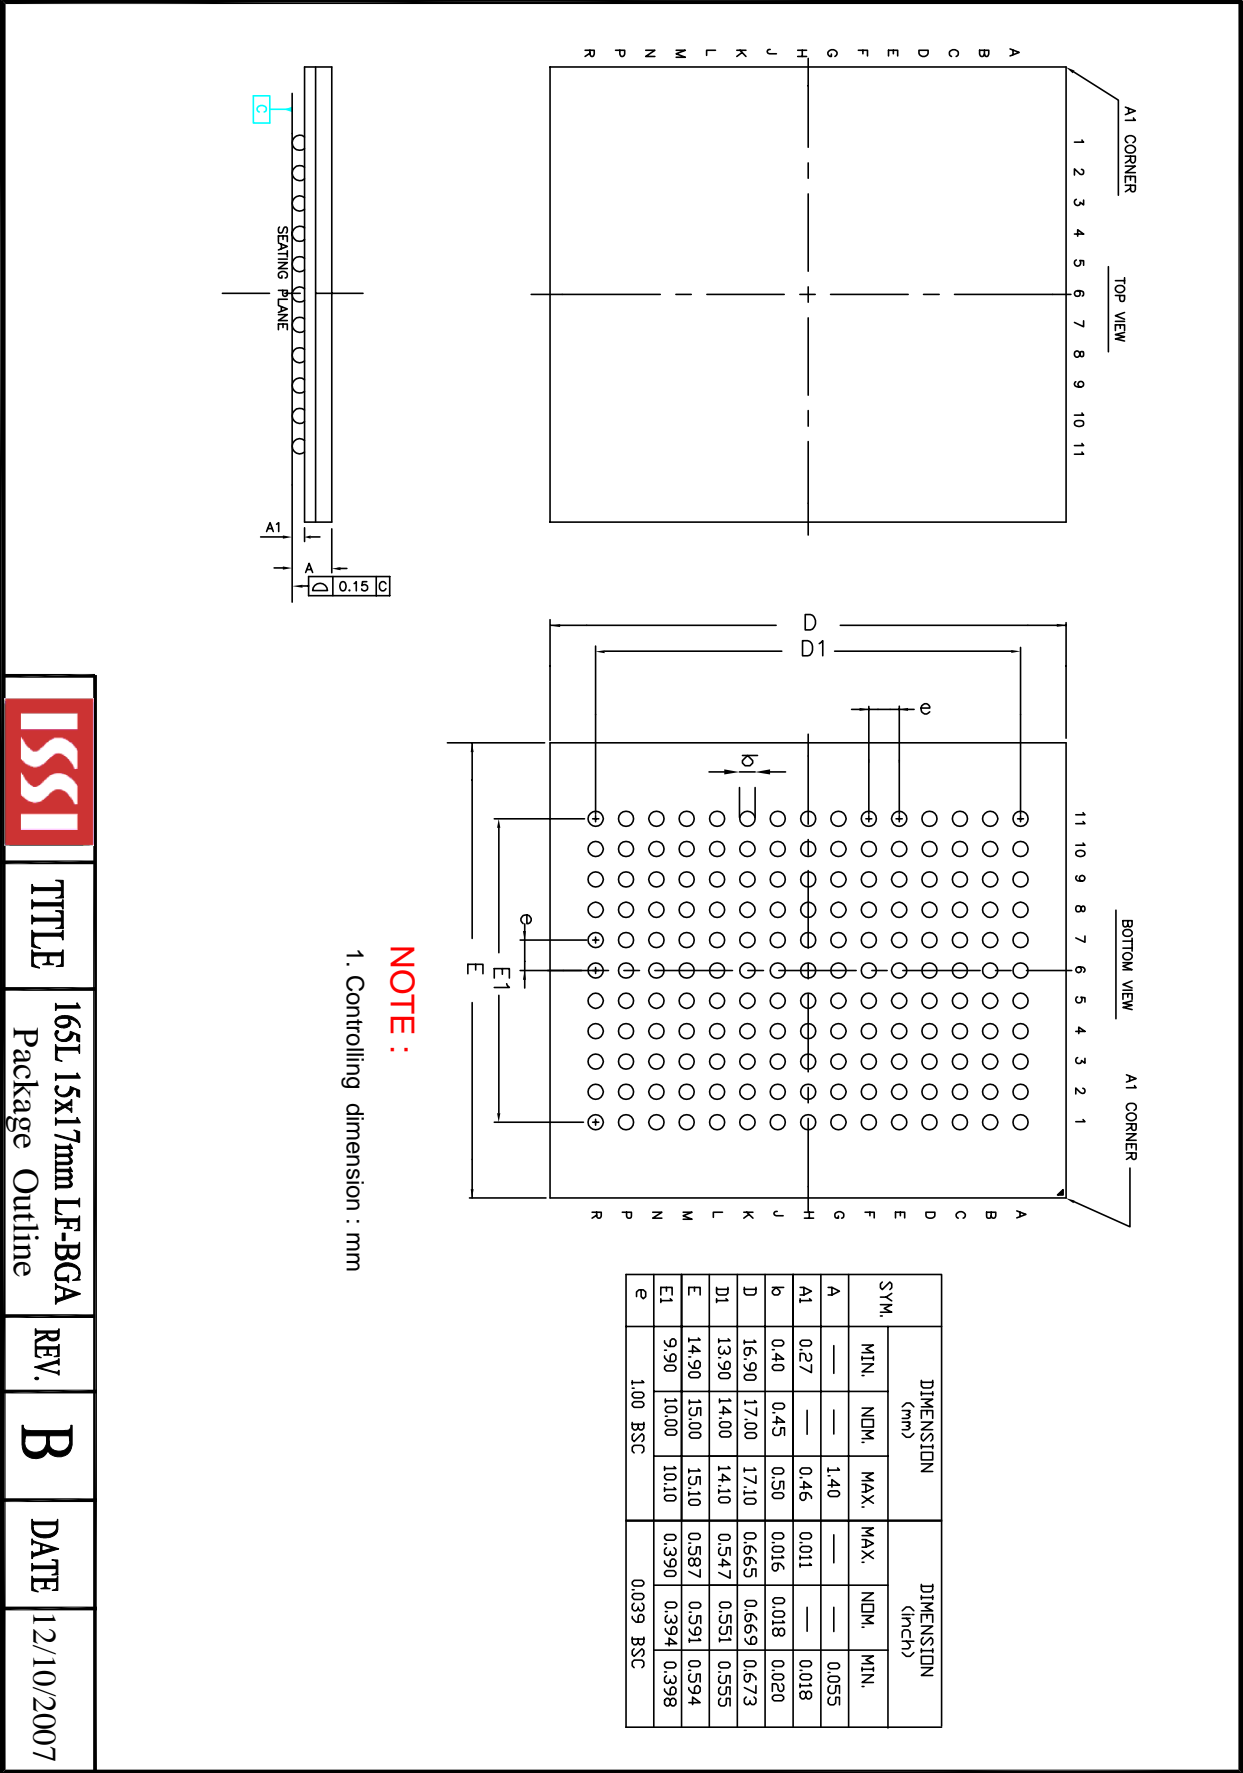 A1 CORNER
TOP VIEW
1 2 3 4 5 6 7 8 9 10 11
A
B
C
D
E
F
G
H
J
K
L
M
N
P
R
BOTTOM VIEW
A1 CORNER
11 10 9 8 7 6 5 4 3 2 1
A
B
C
D
E
F
G
H
J
K
L
M
N
P
R
e
D
D1
b
e
E1
E
C
SEATING PLANE
A1
A
0.15 C
SYM. DIMENSION (mm) DIMENSION (inch)
MIN. NOM. MAX. MAX. NOM. MIN.
A — — 1.40 — — 0.055
A1 0.27 — 0.46 0.011 — 0.018
b 0.40 0.45 0.50 0.016 0.018 0.020
D 16.90 17.00 17.10 0.665 0.669 0.673
D1 13.90 14.00 14.10 0.547 0.551 0.555
E 14.90 15.00 15.10 0.587 0.591 0.594
E1 9.90 10.00 10.10 0.390 0.394 0.398
e 1.00 BSC 0.039 BSC
NOTE :
1. Controlling dimension : mm
ISSI
TITLE
165L 15x17mm LF-BGA
Package Outline
REV.
B
DATE
12/10/2007